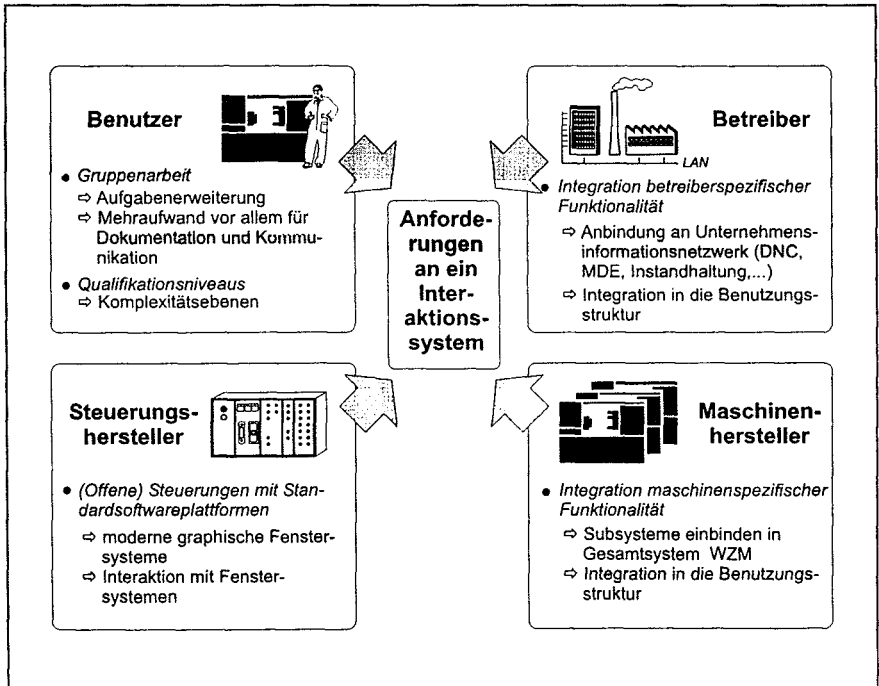 Benutzer
• Gruppenarbeit
⇨ Aufgabenerweiterung
⇨ Mehraufwand vor allem für
Dokumentation und Kommu-
nikation
• Qualifikationsniveaus
⇨ Komplexitätsebenen
Betreiber
LAN
• Integration betreiberspezifischer
Funktionalität
⇨ Anbindung an Unternehmens-
informationsnetzwerk (DNC,
MDE, Instandhaltung,...)
⇨ Integration in die Benutzungs-
struktur
Anforde-
rungen
an ein
Inter-
aktions-
system
Steuerungs-
hersteller
• (Offene) Steuerungen mit Stan-
dardsoftwareplattformen
⇨ moderne graphische Fenster-
systeme
⇨ Interaktion mit Fenster-
systemen
Maschinen-
hersteller
• Integration maschinenspezifischer
Funktionalität
⇨ Subsysteme einbinden in
Gesamtsystem WZM
⇨ Integration in die Benutzungs-
struktur